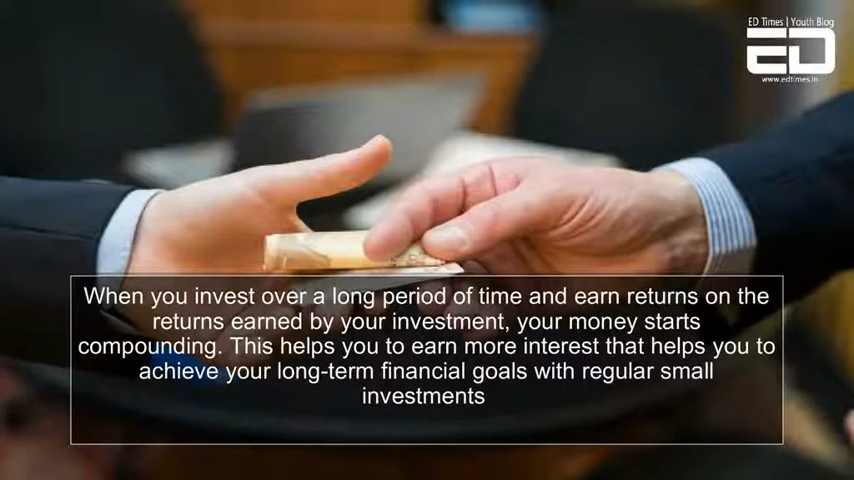 ED Times | Youth Blog
ED
www.edtimes.in
When you invest over a long period of time and earn returns on the
returns earned by your investment, your money starts
compounding. This helps you to earn more interest that helps you to
achieve your long-term financial goals with regular small
investments